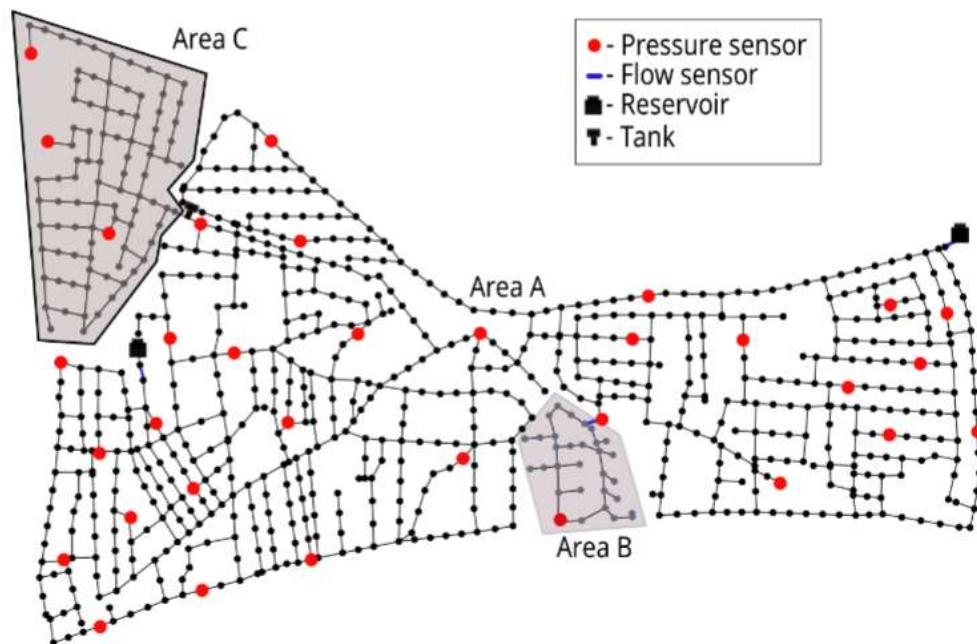 Area C
- Pressure sensor
- Flow sensor
- Reservoir
- Tank
Area A
Area B